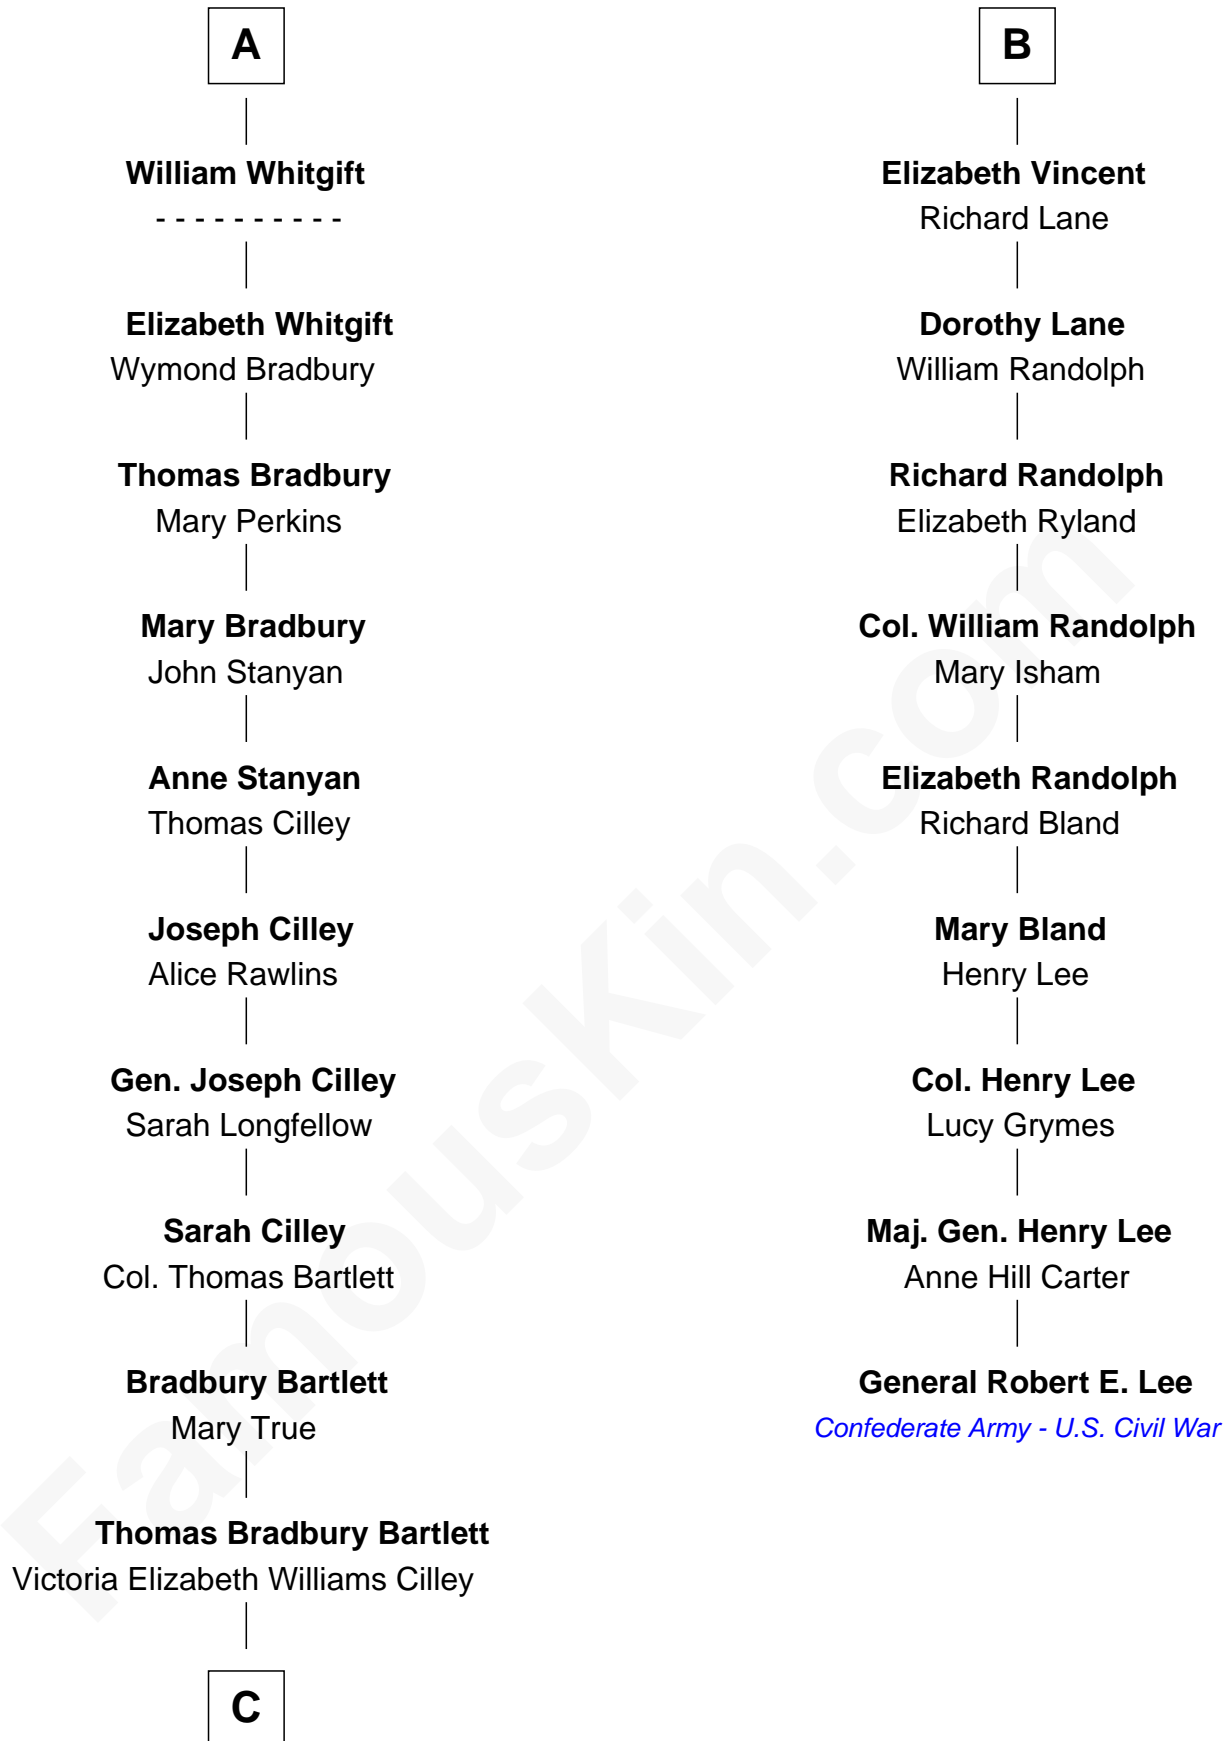 A
William Whitgift
- - - - - - - - - -
Elizabeth Whitgift
Wymond Bradbury
Thomas Bradbury
Mary Perkins
Mary Bradbury
John Stanyan
Anne Stanyan
Thomas Cilley
Joseph Cilley
Alice Rawlins
Gen. Joseph Cilley
Sarah Longfellow
Sarah Cilley
Col. Thomas Bartlett
Bradbury Bartlett
Mary True
Thomas Bradbury Bartlett
Victoria Elizabeth Williams Cilley
C
B
Elizabeth Vincent
Richard Lane
Dorothy Lane
William Randolph
Richard Randolph
Elizabeth Ryland
Col. William Randolph
Mary Isham
Elizabeth Randolph
Richard Bland
Mary Bland
Henry Lee
Col. Henry Lee
Lucy Grymes
Maj. Gen. Henry Lee
Anne Hill Carter
General Robert E. Lee
Confederate Army - U.S. Civil War
FamousKin.com